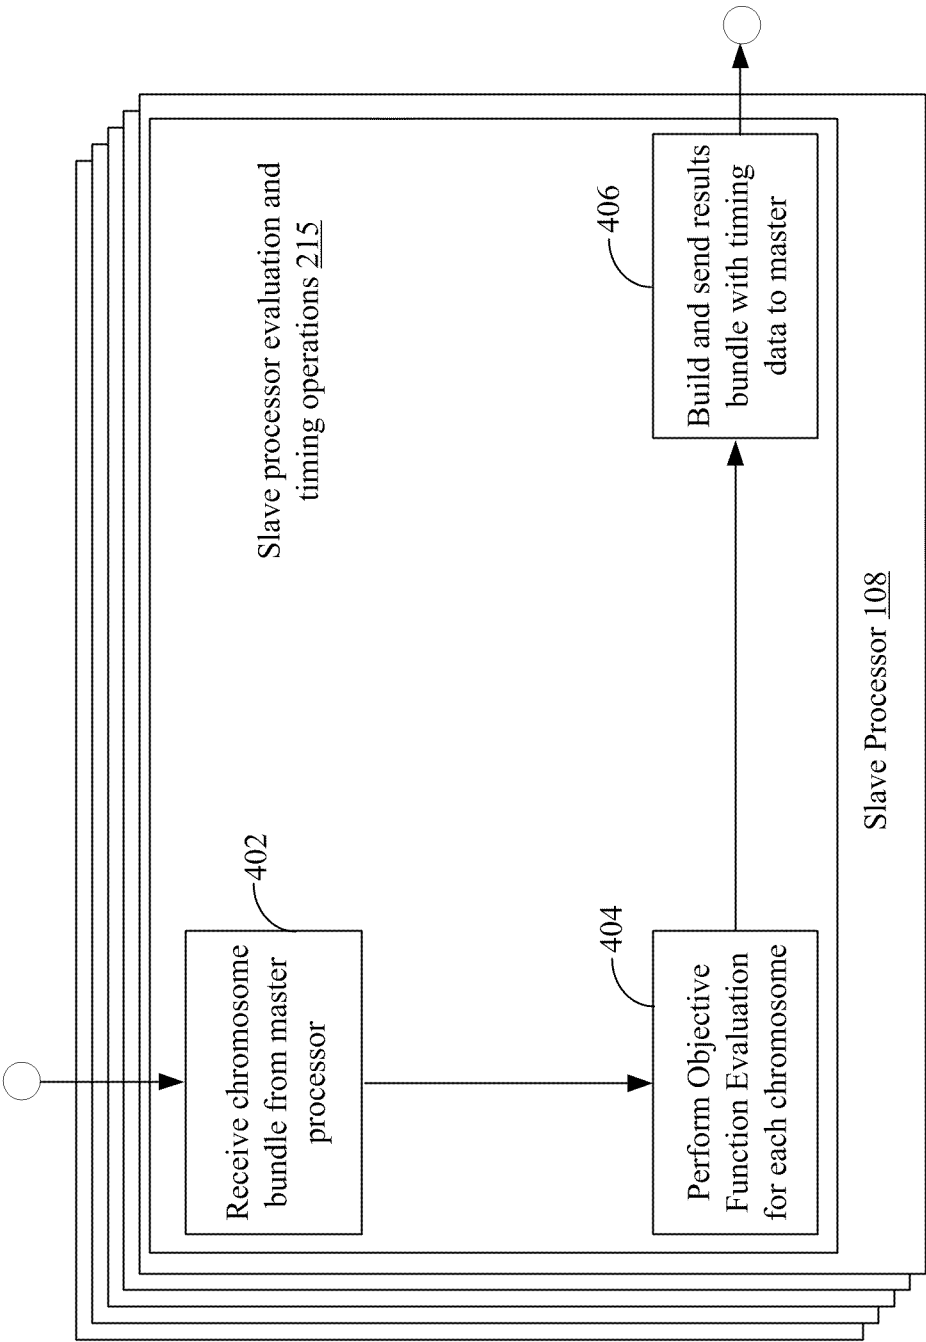 Slave processor evaluation and
timing operations 215
402
Receive chromosome
bundle from master
processor
404
Perform Objective
Function Evaluation
for each chromosome
406
Build and send results
bundle with timing
data to master
Slave Processor 108